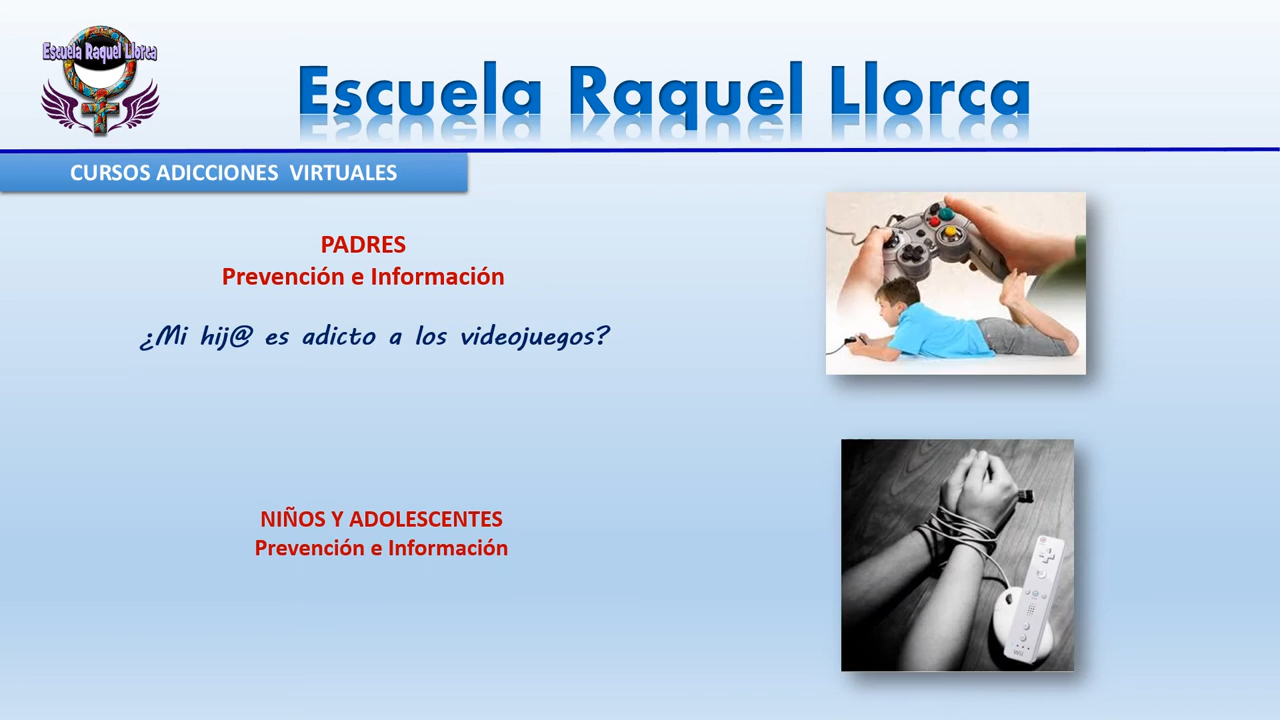 Escuela Raquel Llorca
Escuela Raquel Llorca
CURSOS ADICCIONES VIRTUALES
PADRES
Prevención e Información
¿Mi hij@ es adicto a los videojuegos?
NIÑOS Y ADOLESCENTES
Prevención e Información
Wii